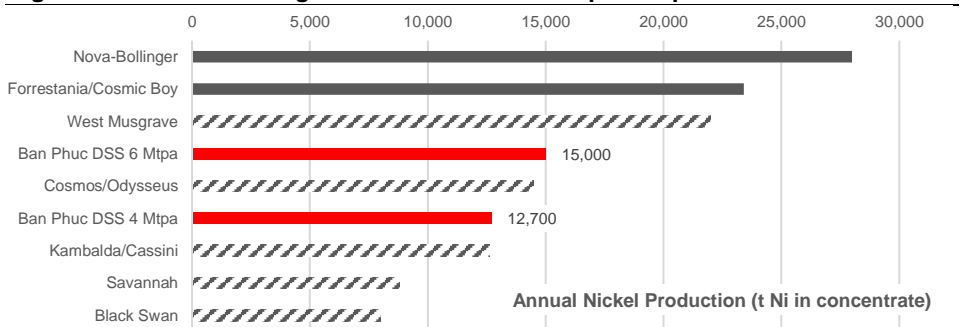 0 5,000 10,000 15,000 20,000 25,000 30,000
Nova-Bollinger
Forrestania/Cosmic Boy
West Musgrave
Ban Phuc DSS 6 Mtpa 15,000
Cosmos/Odysseus
Ban Phuc DSS 4 Mtpa 12,700
Kambalda/Cassini
Savannah
Annual Nickel Production (t Ni in concentrate)
Black Swan